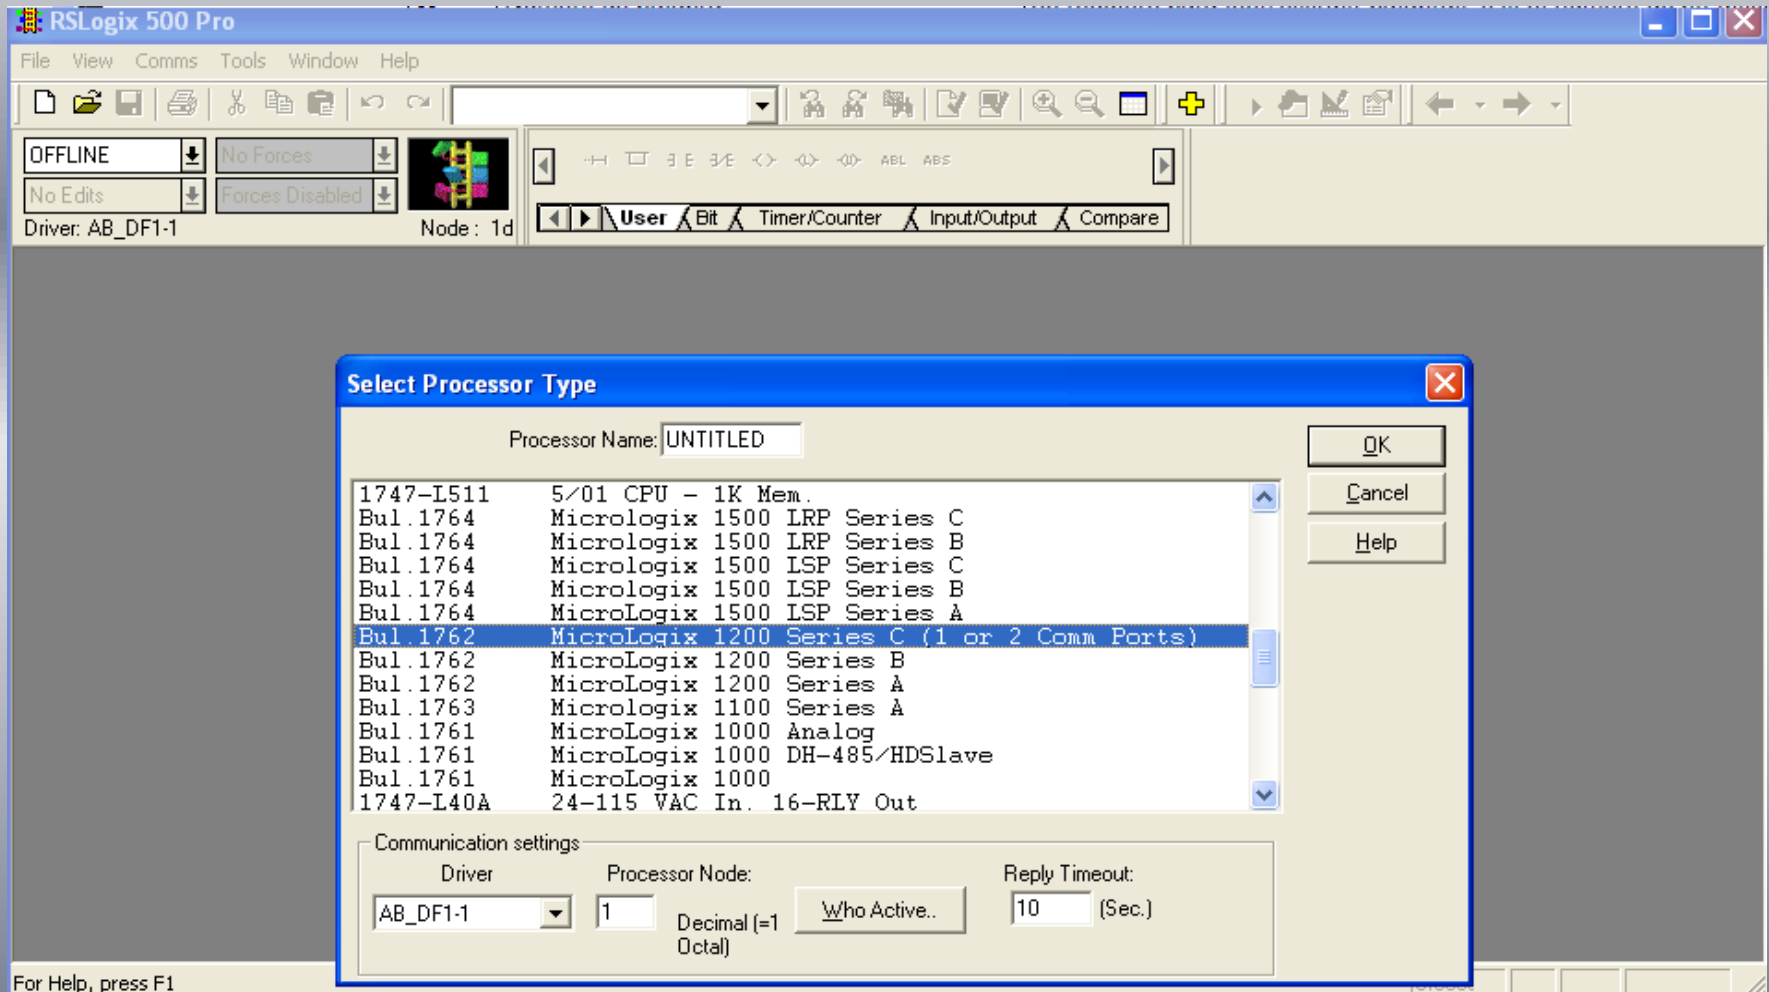 RSLogix 500 Pro
File View Comms Tools Window Help
OFFLINE No Forces
No Edits Forces Disabled
Driver: AB_DF1-1 Node : 1d
ABL ABS
User Bit Timer/Counter Input/Output Compare
Select Processor Type
Processor Name: UNTITLED
OK
Cancel
Help
1747-L511 5/01 CPU - 1K Mem.
Bul.1764 Micrologix 1500 LRP Series C
Bul.1764 Micrologix 1500 LRP Series B
Bul.1764 Micrologix 1500 LSP Series C
Bul.1764 Micrologix 1500 LSP Series B
Bul.1764 MicroLogix 1500 LSP Series A
Bul.1762 MicroLogix 1200 Series C (1 or 2 Comm Ports)
Bul.1762 MicroLogix 1200 Series B
Bul.1762 MicroLogix 1200 Series A
Bul.1763 Micrologix 1100 Series A
Bul.1761 MicroLogix 1000 Analog
Bul.1761 MicroLogix 1000 DH-485/HDSlave
Bul.1761 MicroLogix 1000
1747-L40A 24-115 VAC In. 16-RLY Out
Communication settings
Driver Processor Node: Reply Timeout:
AB_DF1-1 1 Decimal (=1 Octal) Who Active.. 10 (Sec.)
For Help, press F1